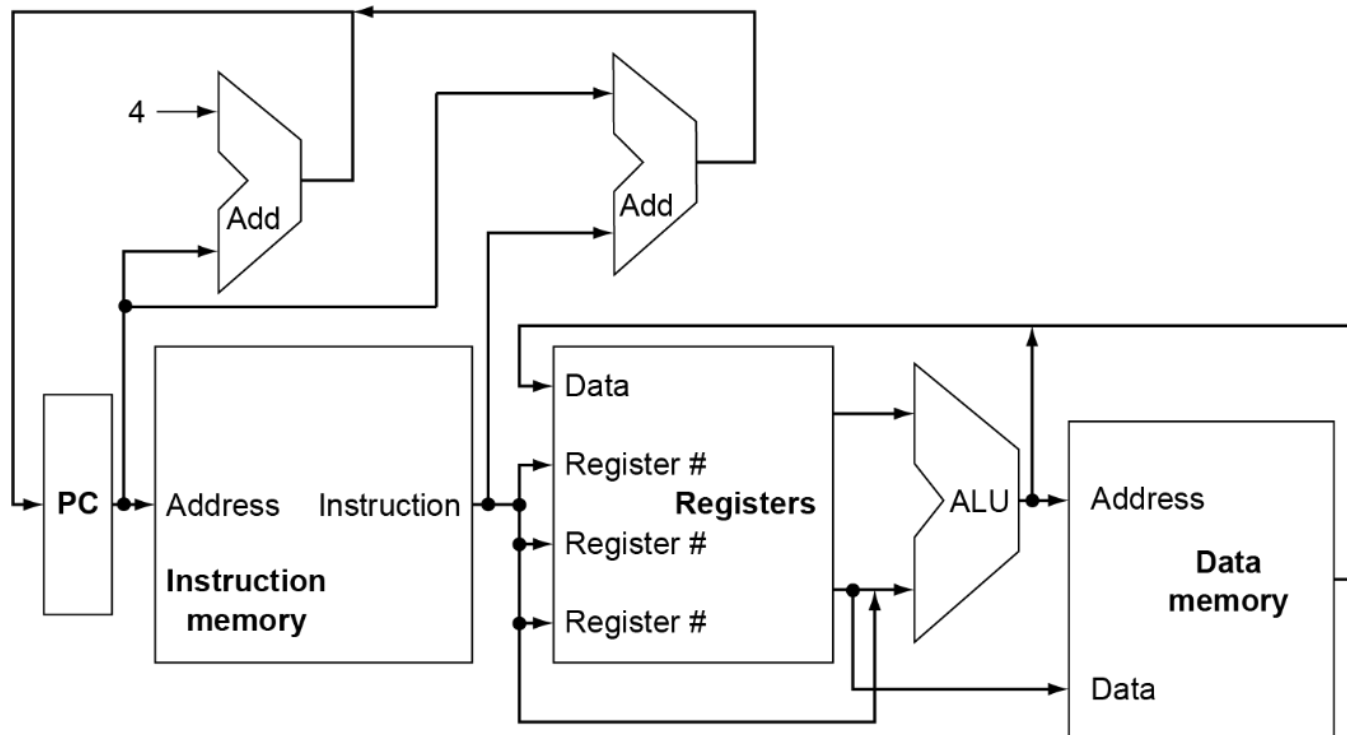 4
Add
Add
Data
Register #
PC
Address
Instruction
Registers
ALU
Address
Register #
Instruction
memory
Data
memory
Register #
Data